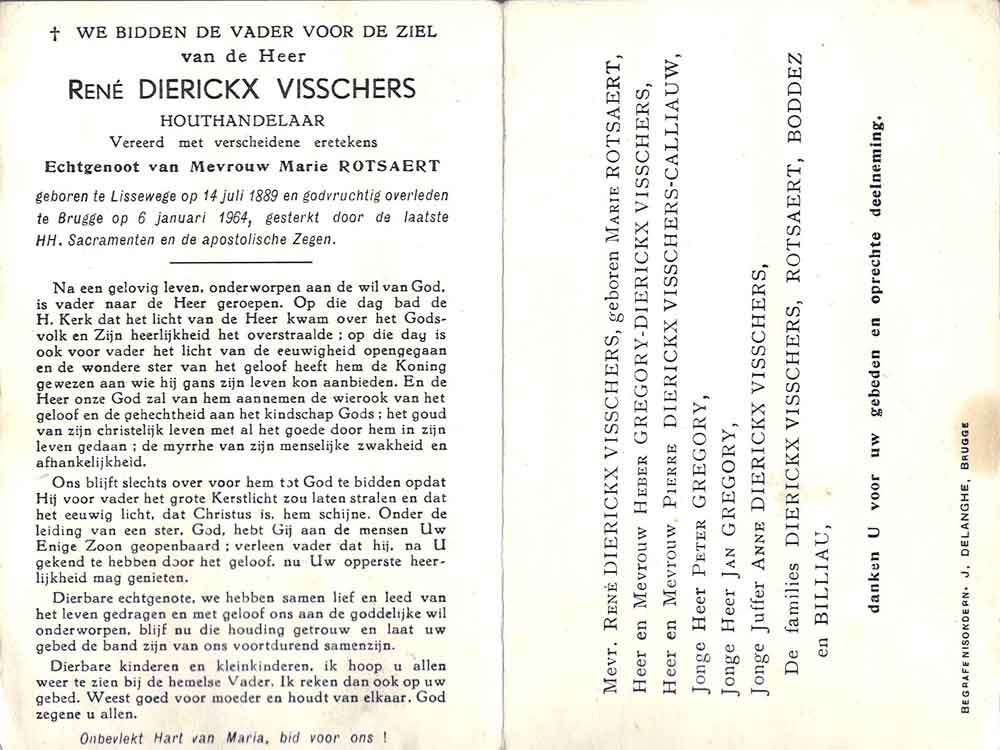 † WE BIDDEN DE VADER VOOR DE ZIEL
van de Heer
RENÉ DIERICKX VISSCHERS
HOUTHANDELAAR
Vereerd met verscheidene eretekens
Echtgenoot van Mevrouw Marie ROTSAERT
geboren te Lissewege op 14 juli 1889 en godvruchtig overleden
te Brugge op 6 januari 1964, gesterkt door de laatste
HH. Sacramenten en de apostolische Zegen.
Na een gelovig leven, onderworpen aan de wil van God,
is vader naar de Heer geroepen. Op die dag bad de
H. Kerk dat het licht van de Heer kwam over het Gods-
volk en Zijn heerlijkheid het overstraalde ; op die dag is
ook voor vader het licht van de eeuwigheid opengegaan
en de wondere ster van het geloof heeft hem de Koning
gewezen aan wie hij gans zijn leven kon aanbieden. En de
Heer onze God zal van hem aannemen de wierook van het
geloof en de gehechtheid aan het kindschap Gods ; het goud
van zijn christelijk leven met al het goede door hem in zijn
leven gedaan ; de myrrhe van zijn menselijke zwakheid en
afhankelijkheid.
Ons blijft slechts over voor hem tot God te bidden opdat
Hij voor vader het grote Kerstlicht zou laten stralen en dat
het eeuwig licht, dat Christus is, hem schijne. Onder de
leiding van een ster, God, hebt Gij aan de mensen Uw
Enige Zoon geopenbaard ; verleen vader dat hij, na U
gekend te hebben door het geloof, nu Uw opperste heer-
lijkheid mag genieten.
Dierbare echtgenote, we hebben samen lief en leed van
het leven gedragen en met geloof ons aan de goddelijke wil
onderworpen, blijf nu die houding getrouw en laat uw
gebed de band zijn van ons voortdurend samenzijn.
Dierbare kinderen en kleinkinderen, ik hoop u allen
weer te zien bij de hemelse Vader. Ik reken dan ook op uw
gebed. Weest goed voor moeder en houdt van elkaar. God
zegene u allen.
Onbevlekt Hart van Maria, bid voor ons !
Mevr. RENÉ DIERICKX VISSCHERS, geboren MARIE ROTSAERT,
Heer en Mevrouw HEBER GREGORY-DIERICKX VISSCHERS,
Heer en Mevrouw PIERRE DIERICKX VISSCHERS-CALLIAUW,
Jonge Heer PETER GREGORY,
Jonge Heer JAN GREGORY,
Jonge Juffer ANNE DIERICKX VISSCHERS,
De families DIERICKX VISSCHERS, ROTSAERT, BODDEZ
en BILLIAU,
danken U voor uw gebeden en oprechte deelneming.
BEGRAFENISONDERN. J. DELANGHE, BRUGGE